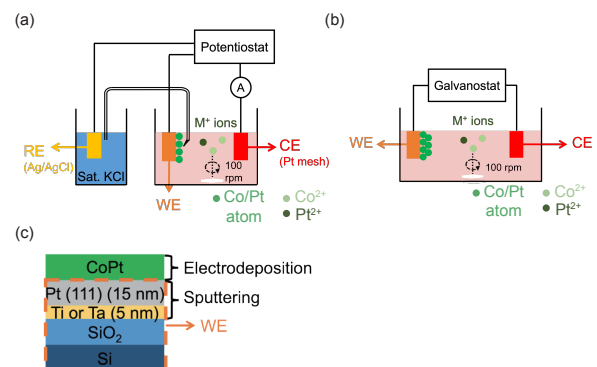 (a)
Potentiostat
A
M⁺ ions
RE
(Ag/AgCl)
Sat. KCl
CE
(Pt mesh)
100
rpm
WE
Co/Pt
atom
Co²⁺
Pt²⁺
(b)
Galvanostat
M⁺ ions
WE
CE
100 rpm
Co/Pt
atom
Co²⁺
Pt²⁺
(c)
CoPt
Electrodeposition
Pt (111) (15 nm)
Sputtering
Ti or Ta (5 nm)
WE
SiO₂
Si